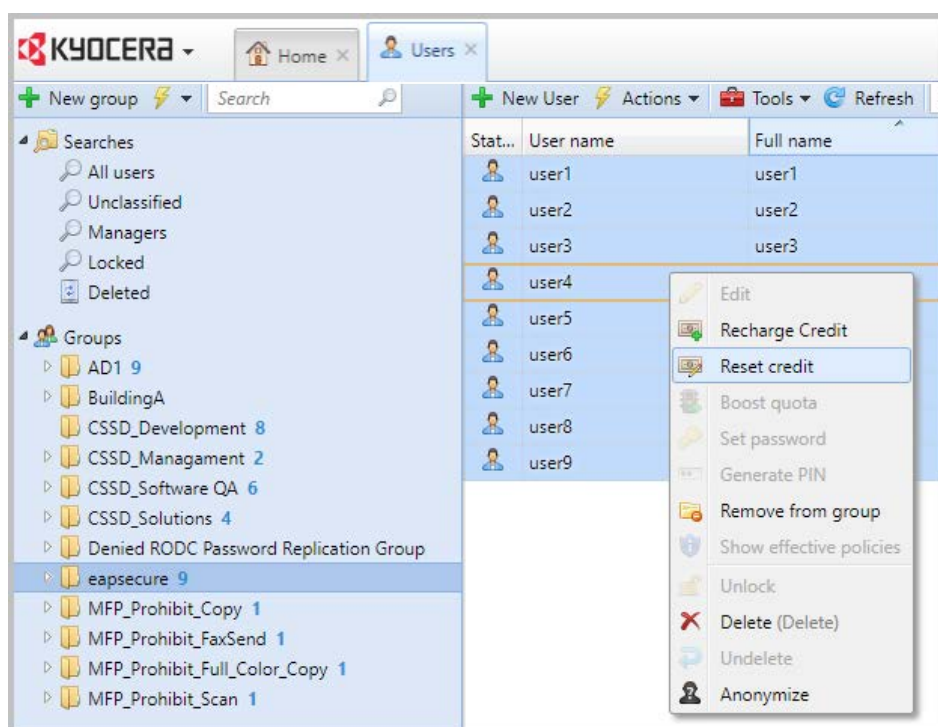 KYOCERA
Home
Users
New group
Search
New User
Actions
Tools
Refresh
Searches
All users
Unclassified
Managers
Locked
Deleted
Groups
AD1 9
BuildingA
CSSD_Development 8
CSSD_Managament 2
CSSD_Software QA 6
CSSD_Solutions 4
Denied RODC Password Replication Group
eapsecure 9
MFP_Prohibit_Copy 1
MFP_Prohibit_FaxSend 1
MFP_Prohibit_Full_Color_Copy 1
MFP_Prohibit_Scan 1
Stat... User name Full name
user1 user1
user2 user2
user3 user3
user4
user5
user6
user7
user8
user9
Edit
Recharge Credit
Reset credit
Boost quota
Set password
Generate PIN
Remove from group
Show effective policies
Unlock
Delete (Delete)
Undelete
Anonymize